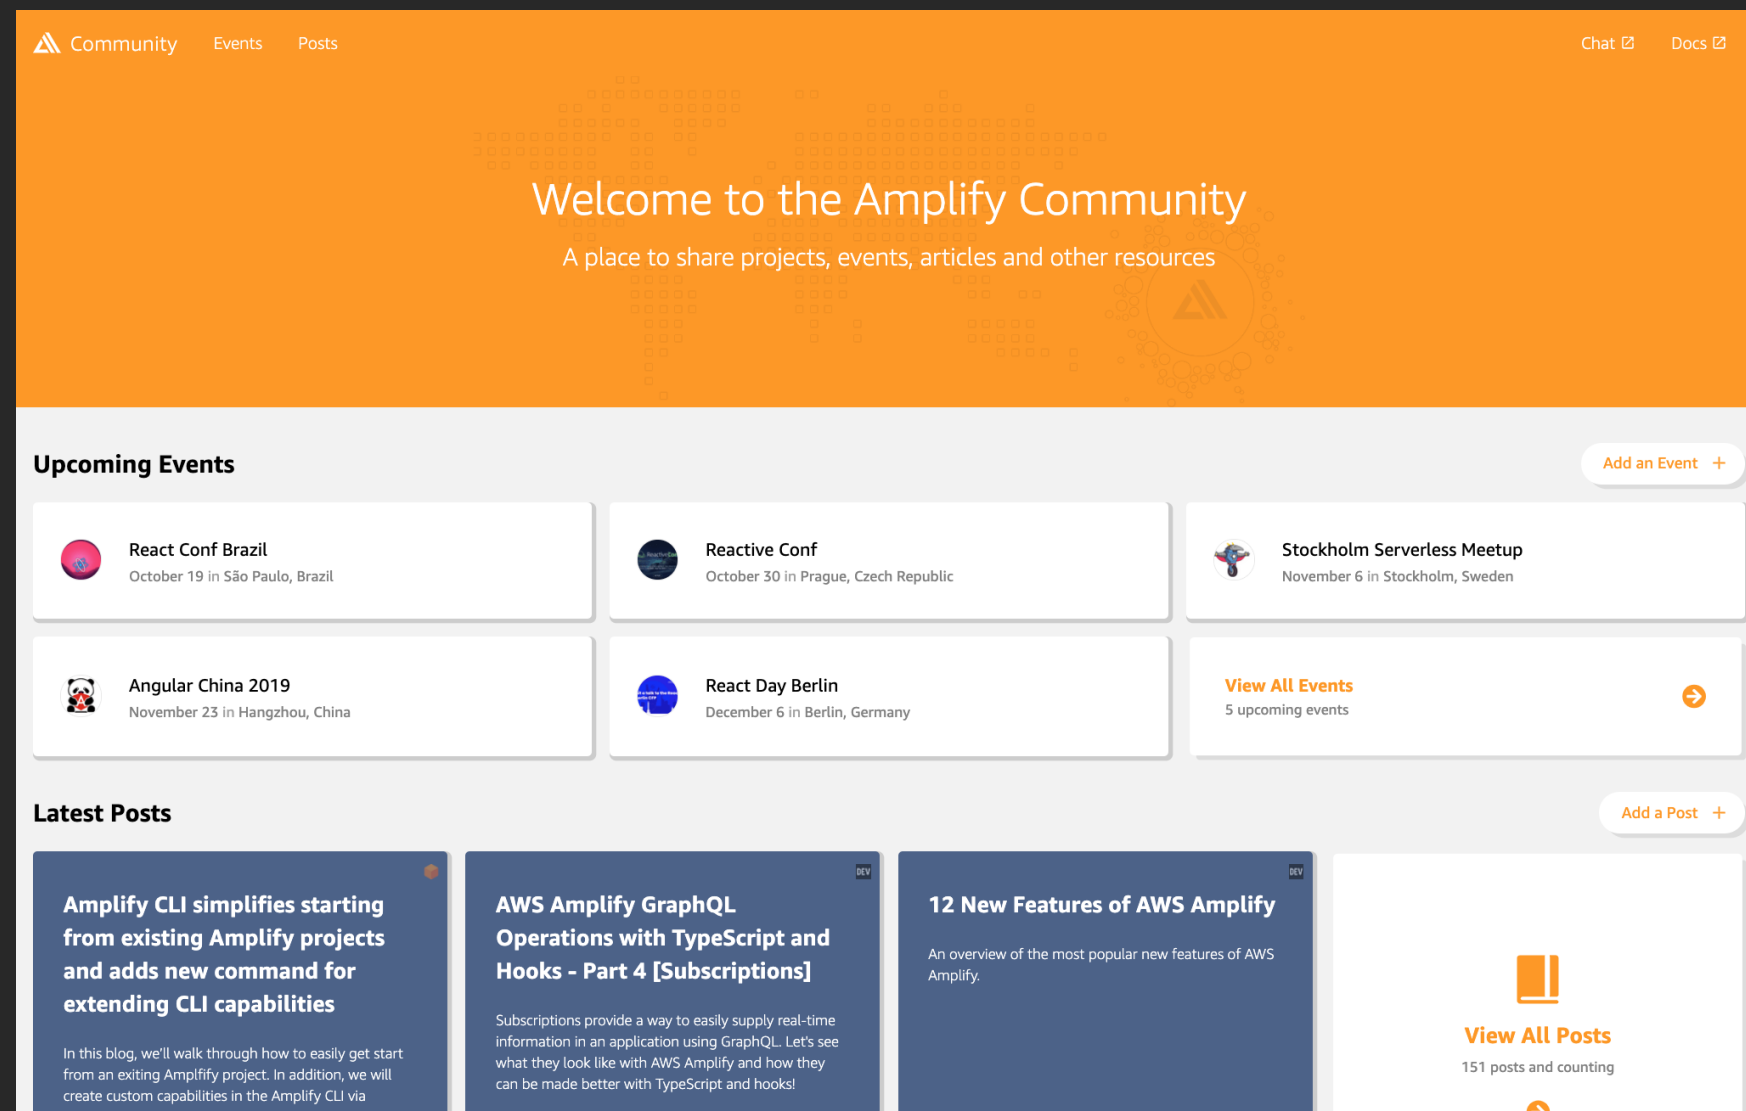 Community Events Posts Chat Docs
Welcome to the Amplify Community
A place to share projects, events, articles and other resources
Upcoming Events
Add an Event +
React Conf Brazil
October 19 in São Paulo, Brazil
Reactive Conf
October 30 in Prague, Czech Republic
Stockholm Serverless Meetup
November 6 in Stockholm, Sweden
Angular China 2019
November 23 in Hangzhou, China
React Day Berlin
December 6 in Berlin, Germany
View All Events
5 upcoming events
Latest Posts
Add a Post +
Amplify CLI simplifies starting
from existing Amplify projects
and adds new command for
extending CLI capabilities
In this blog, we'll walk through how to easily get start
from an exiting Amplfify project. In addition, we will
create custom capabilities in the Amplify CLI via
DEV
AWS Amplify GraphQL
Operations with TypeScript and
Hooks - Part 4 [Subscriptions]
Subscriptions provide a way to easily supply real-time
information in an application using GraphQL. Let's see
what they look like with AWS Amplify and how they
can be made better with TypeScript and hooks!
DEV
12 New Features of AWS Amplify
An overview of the most popular new features of AWS
Amplify.
View All Posts
151 posts and counting